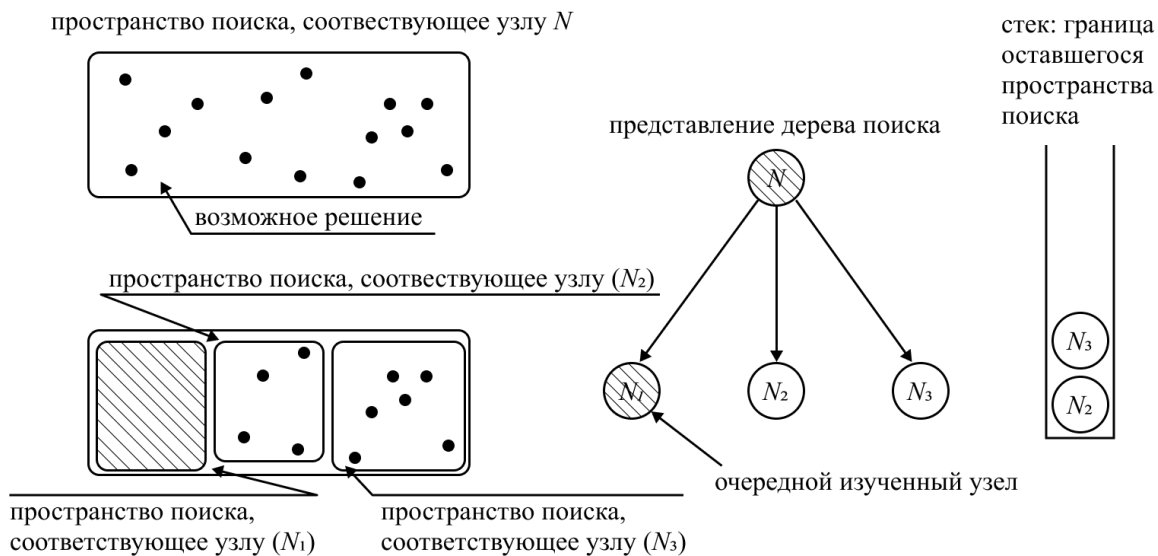 пространство поиска, соотвествующее узлу N
возможное решение
пространство поиска, соотвествующее узлу (N₂)
пространство поиска,
соответствующее узлу (N₁)
пространство поиска,
соответствующее узлу (N₃)
представление дерева поиска
N
N₁
N₂
N₃
очередной изученный узел
стек: граница
оставшегося
пространства
поиска
N₃
N₂